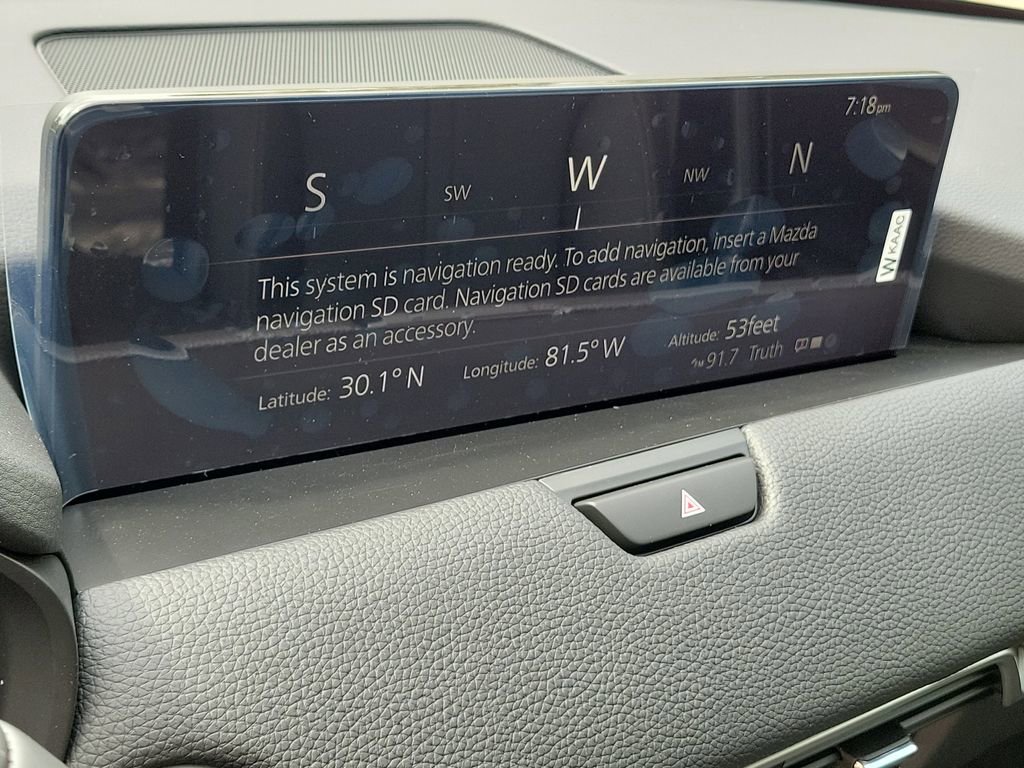 7:18pm
S SW W NW N
This system is navigation ready. To add navigation, insert a Mazda
navigation SD card. Navigation SD cards are available from your
dealer as an accessory.
Latitude: 30.1° N Longitude: 81.5° W Altitude: 53feet
FM 91.7 Truth
WKAAC